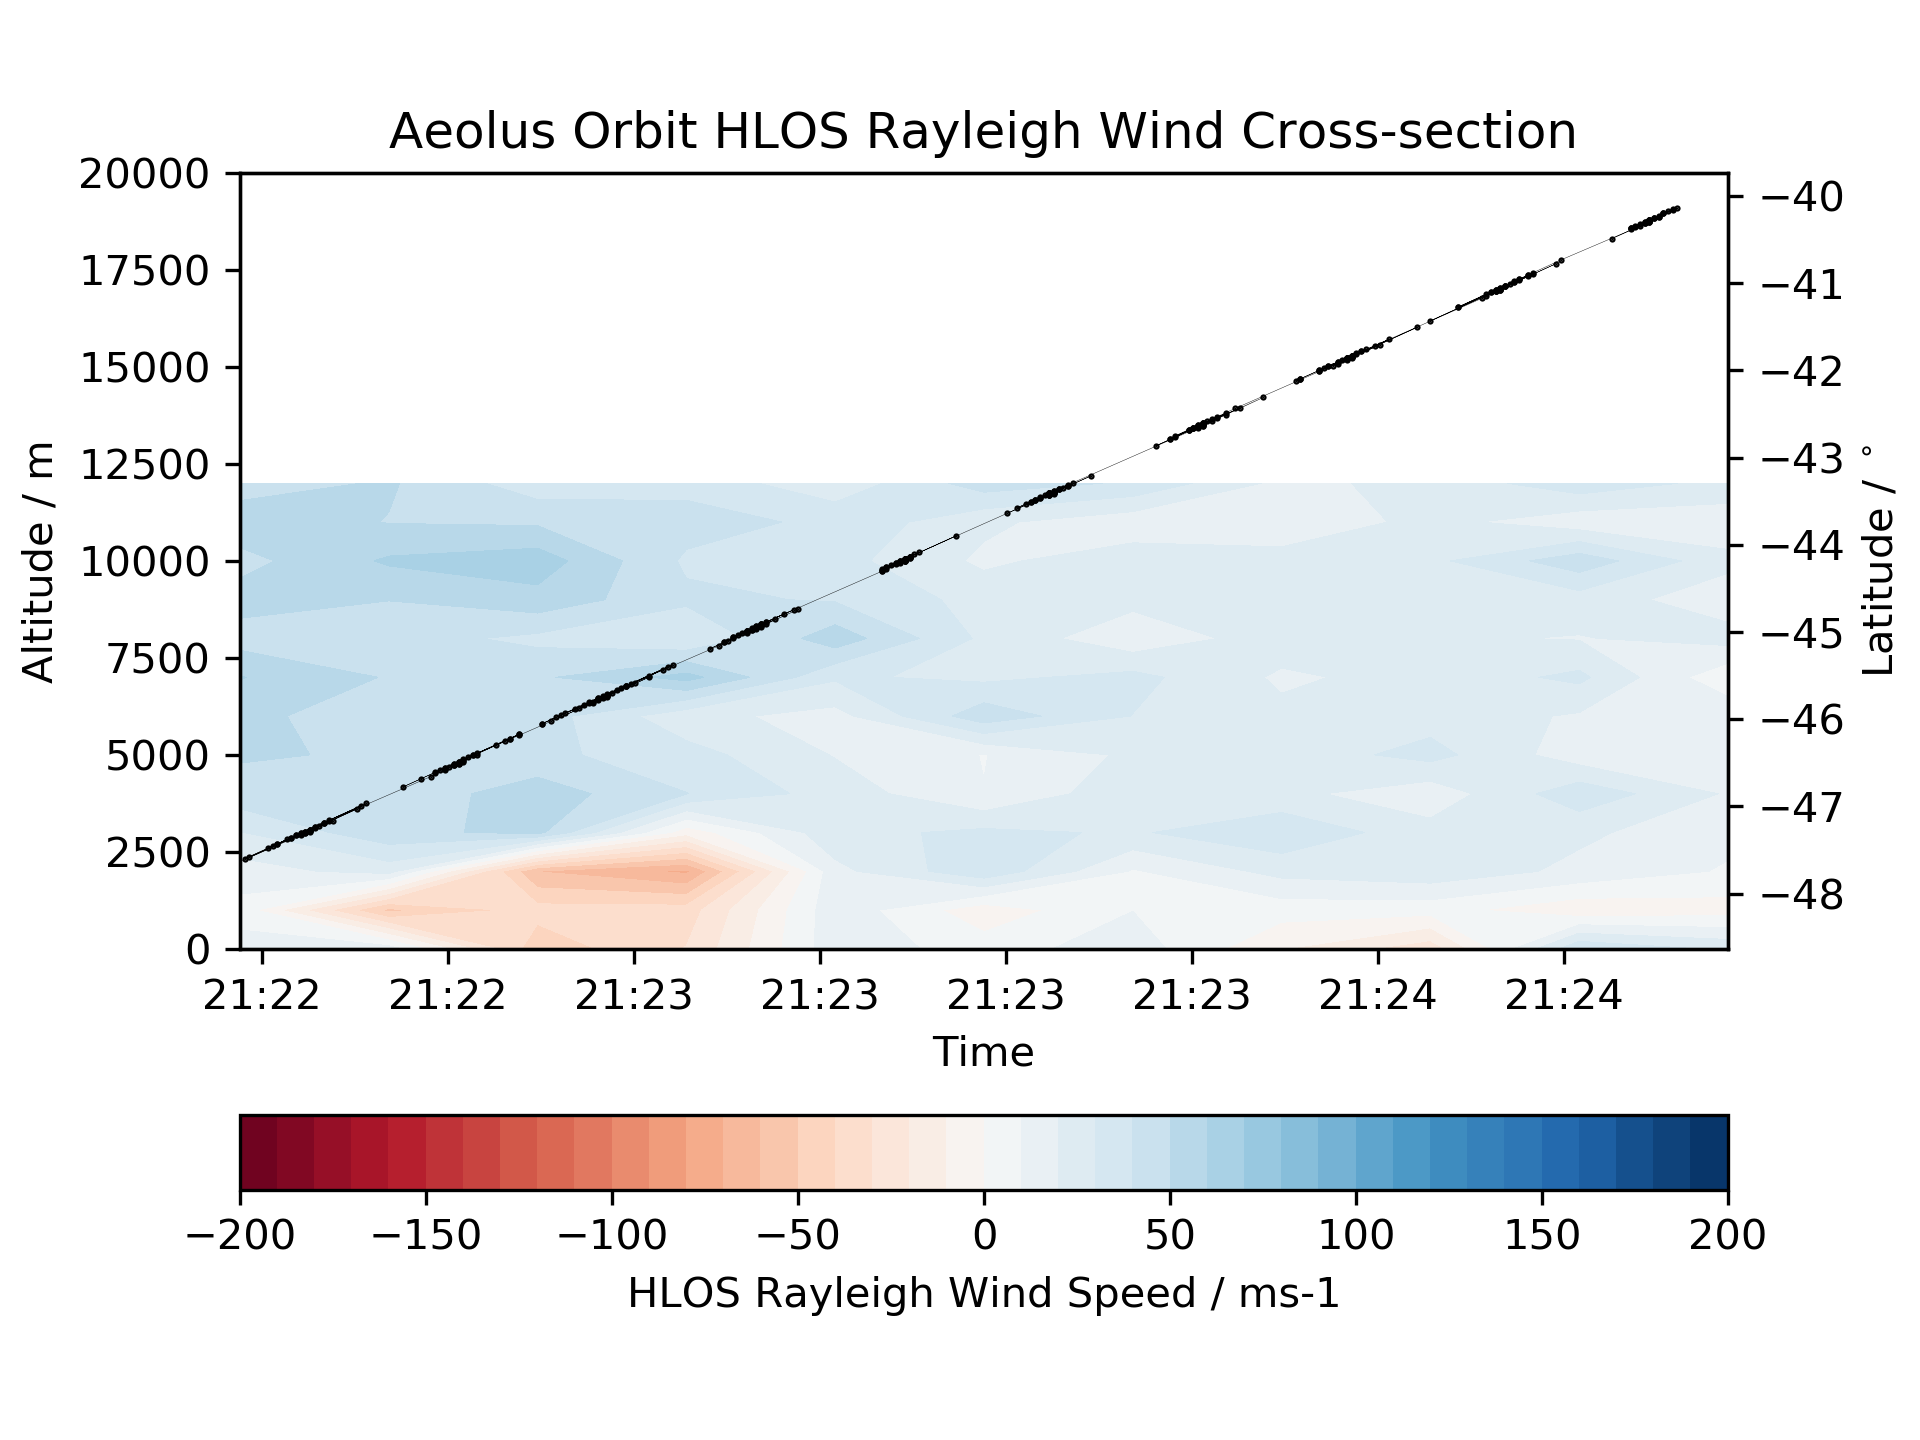 Aeolus Orbit HLOS Rayleigh Wind Cross-section
20000
17500
15000
12500
10000
7500
5000
2500
0
Altitude / m
−40
−41
−42
−43
−44
−45
−46
−47
−48
Latitude / °
21:22 21:22 21:23 21:23 21:23 21:23 21:24 21:24
Time
−200 −150 −100 −50 0 50 100 150 200
HLOS Rayleigh Wind Speed / ms-1